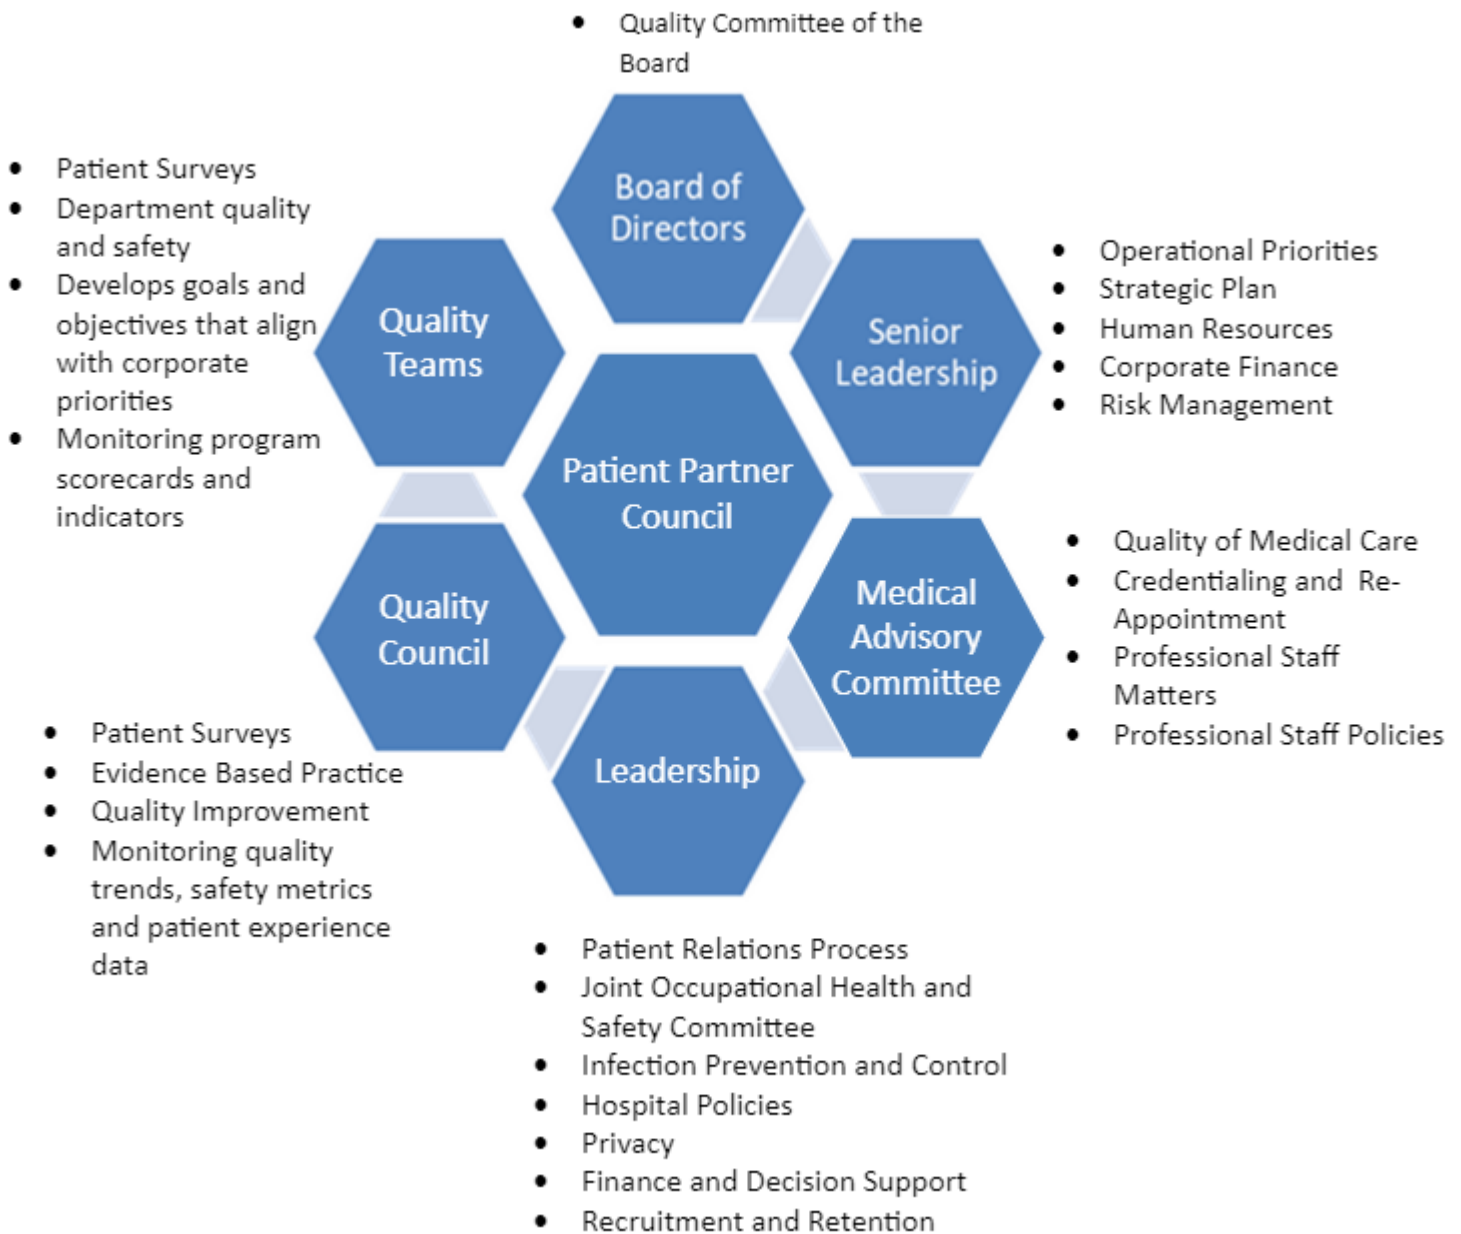 • Quality Committee of the
Board
Board of
Directors
• Patient Surveys
• Department quality
and safety
• Develops goals and
objectives that align
with corporate
priorities
• Monitoring program
scorecards and
indicators
Quality
Teams
Senior
Leadership
• Operational Priorities
• Strategic Plan
• Human Resources
• Corporate Finance
• Risk Management
Patient Partner
Council
Quality
Council
Medical
Advisory
Committee
• Quality of Medical Care
• Credentialing and Re-
Appointment
• Professional Staff
Matters
• Professional Staff Policies
• Patient Surveys
• Evidence Based Practice
• Quality Improvement
• Monitoring quality
trends, safety metrics
and patient experience
data
Leadership
• Patient Relations Process
• Joint Occupational Health and
Safety Committee
• Infection Prevention and Control
• Hospital Policies
• Privacy
• Finance and Decision Support
• Recruitment and Retention